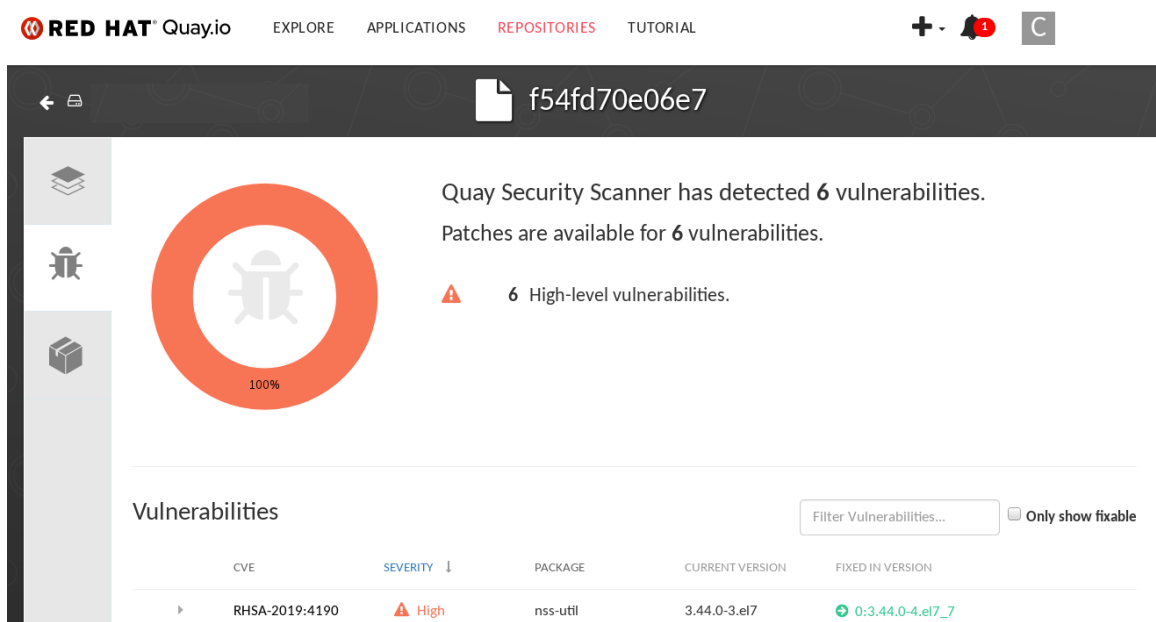 RED HAT® Quay.io EXPLORE APPLICATIONS REPOSITORIES TUTORIAL 1 C
f54fd70e06e7
Quay Security Scanner has detected 6 vulnerabilities.
Patches are available for 6 vulnerabilities.
6 High-level vulnerabilities.
100%
Vulnerabilities Filter Vulnerabilities... Only show fixable
CVE SEVERITY PACKAGE CURRENT VERSION FIXED IN VERSION
RHSA-2019:4190 High nss-util 3.44.0-3.el7 0:3.44.0-4.el7_7